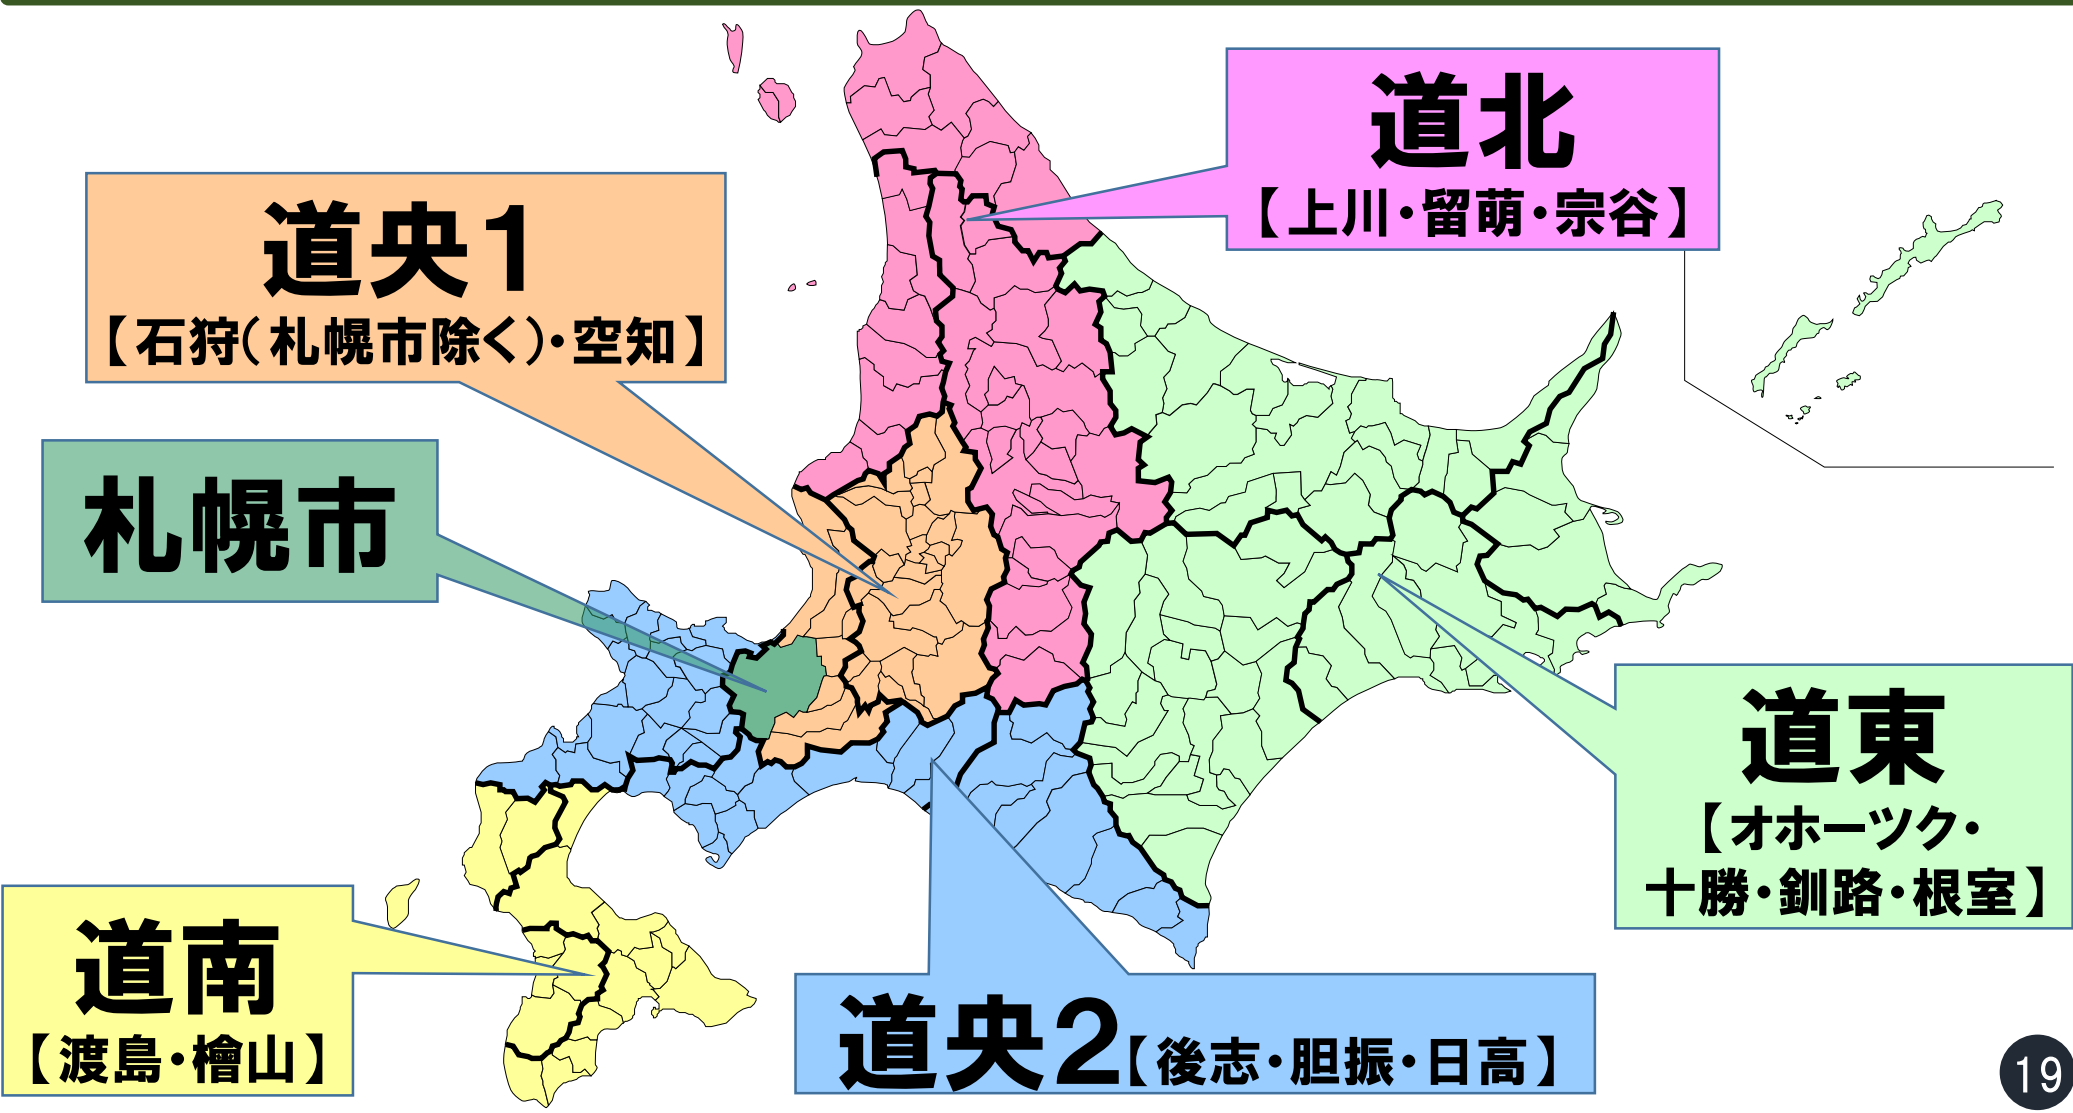 道北
【上川・留萌・宗谷】
道央1
【石狩(札幌市除く)・空知】
札幌市
道東
【オホーツク・
十勝・釧路・根室】
道南
【渡島・檜山】
道央2【後志・胆振・日高】
19